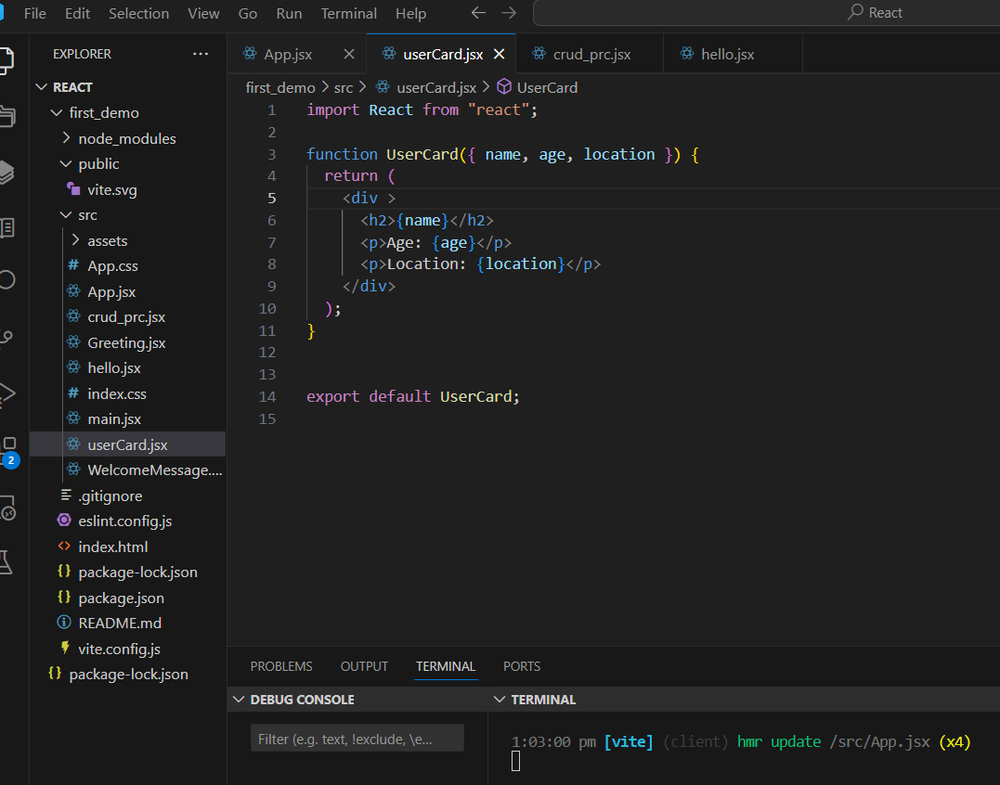 File Edit Selection View Go Run Terminal Help React
EXPLORER ...
App.jsx userCard.jsx crud_prc.jsx hello.jsx
REACT
first_demo
node_modules
public
vite.svg
src
assets
App.css
App.jsx
crud_prc.jsx
Greeting.jsx
hello.jsx
index.css
main.jsx
userCard.jsx
WelcomeMessage....
.gitignore
eslint.config.js
index.html
package-lock.json
package.json
README.md
vite.config.js
package-lock.json
2
first_demo > src > userCard.jsx > UserCard
1 import React from "react";
2
3 function UserCard({ name, age, location }) {
4 return (
5 <div >
6 <h2>{name}</h2>
7 <p>Age: {age}</p>
8 <p>Location: {location}</p>
9 </div>
10 );
11 }
12
13
14 export default UserCard;
15
PROBLEMS OUTPUT TERMINAL PORTS
DEBUG CONSOLE
Filter (e.g. text, !exclude, \e...
TERMINAL
1:03:00 pm [vite] (client) hmr update /src/App.jsx (x4)